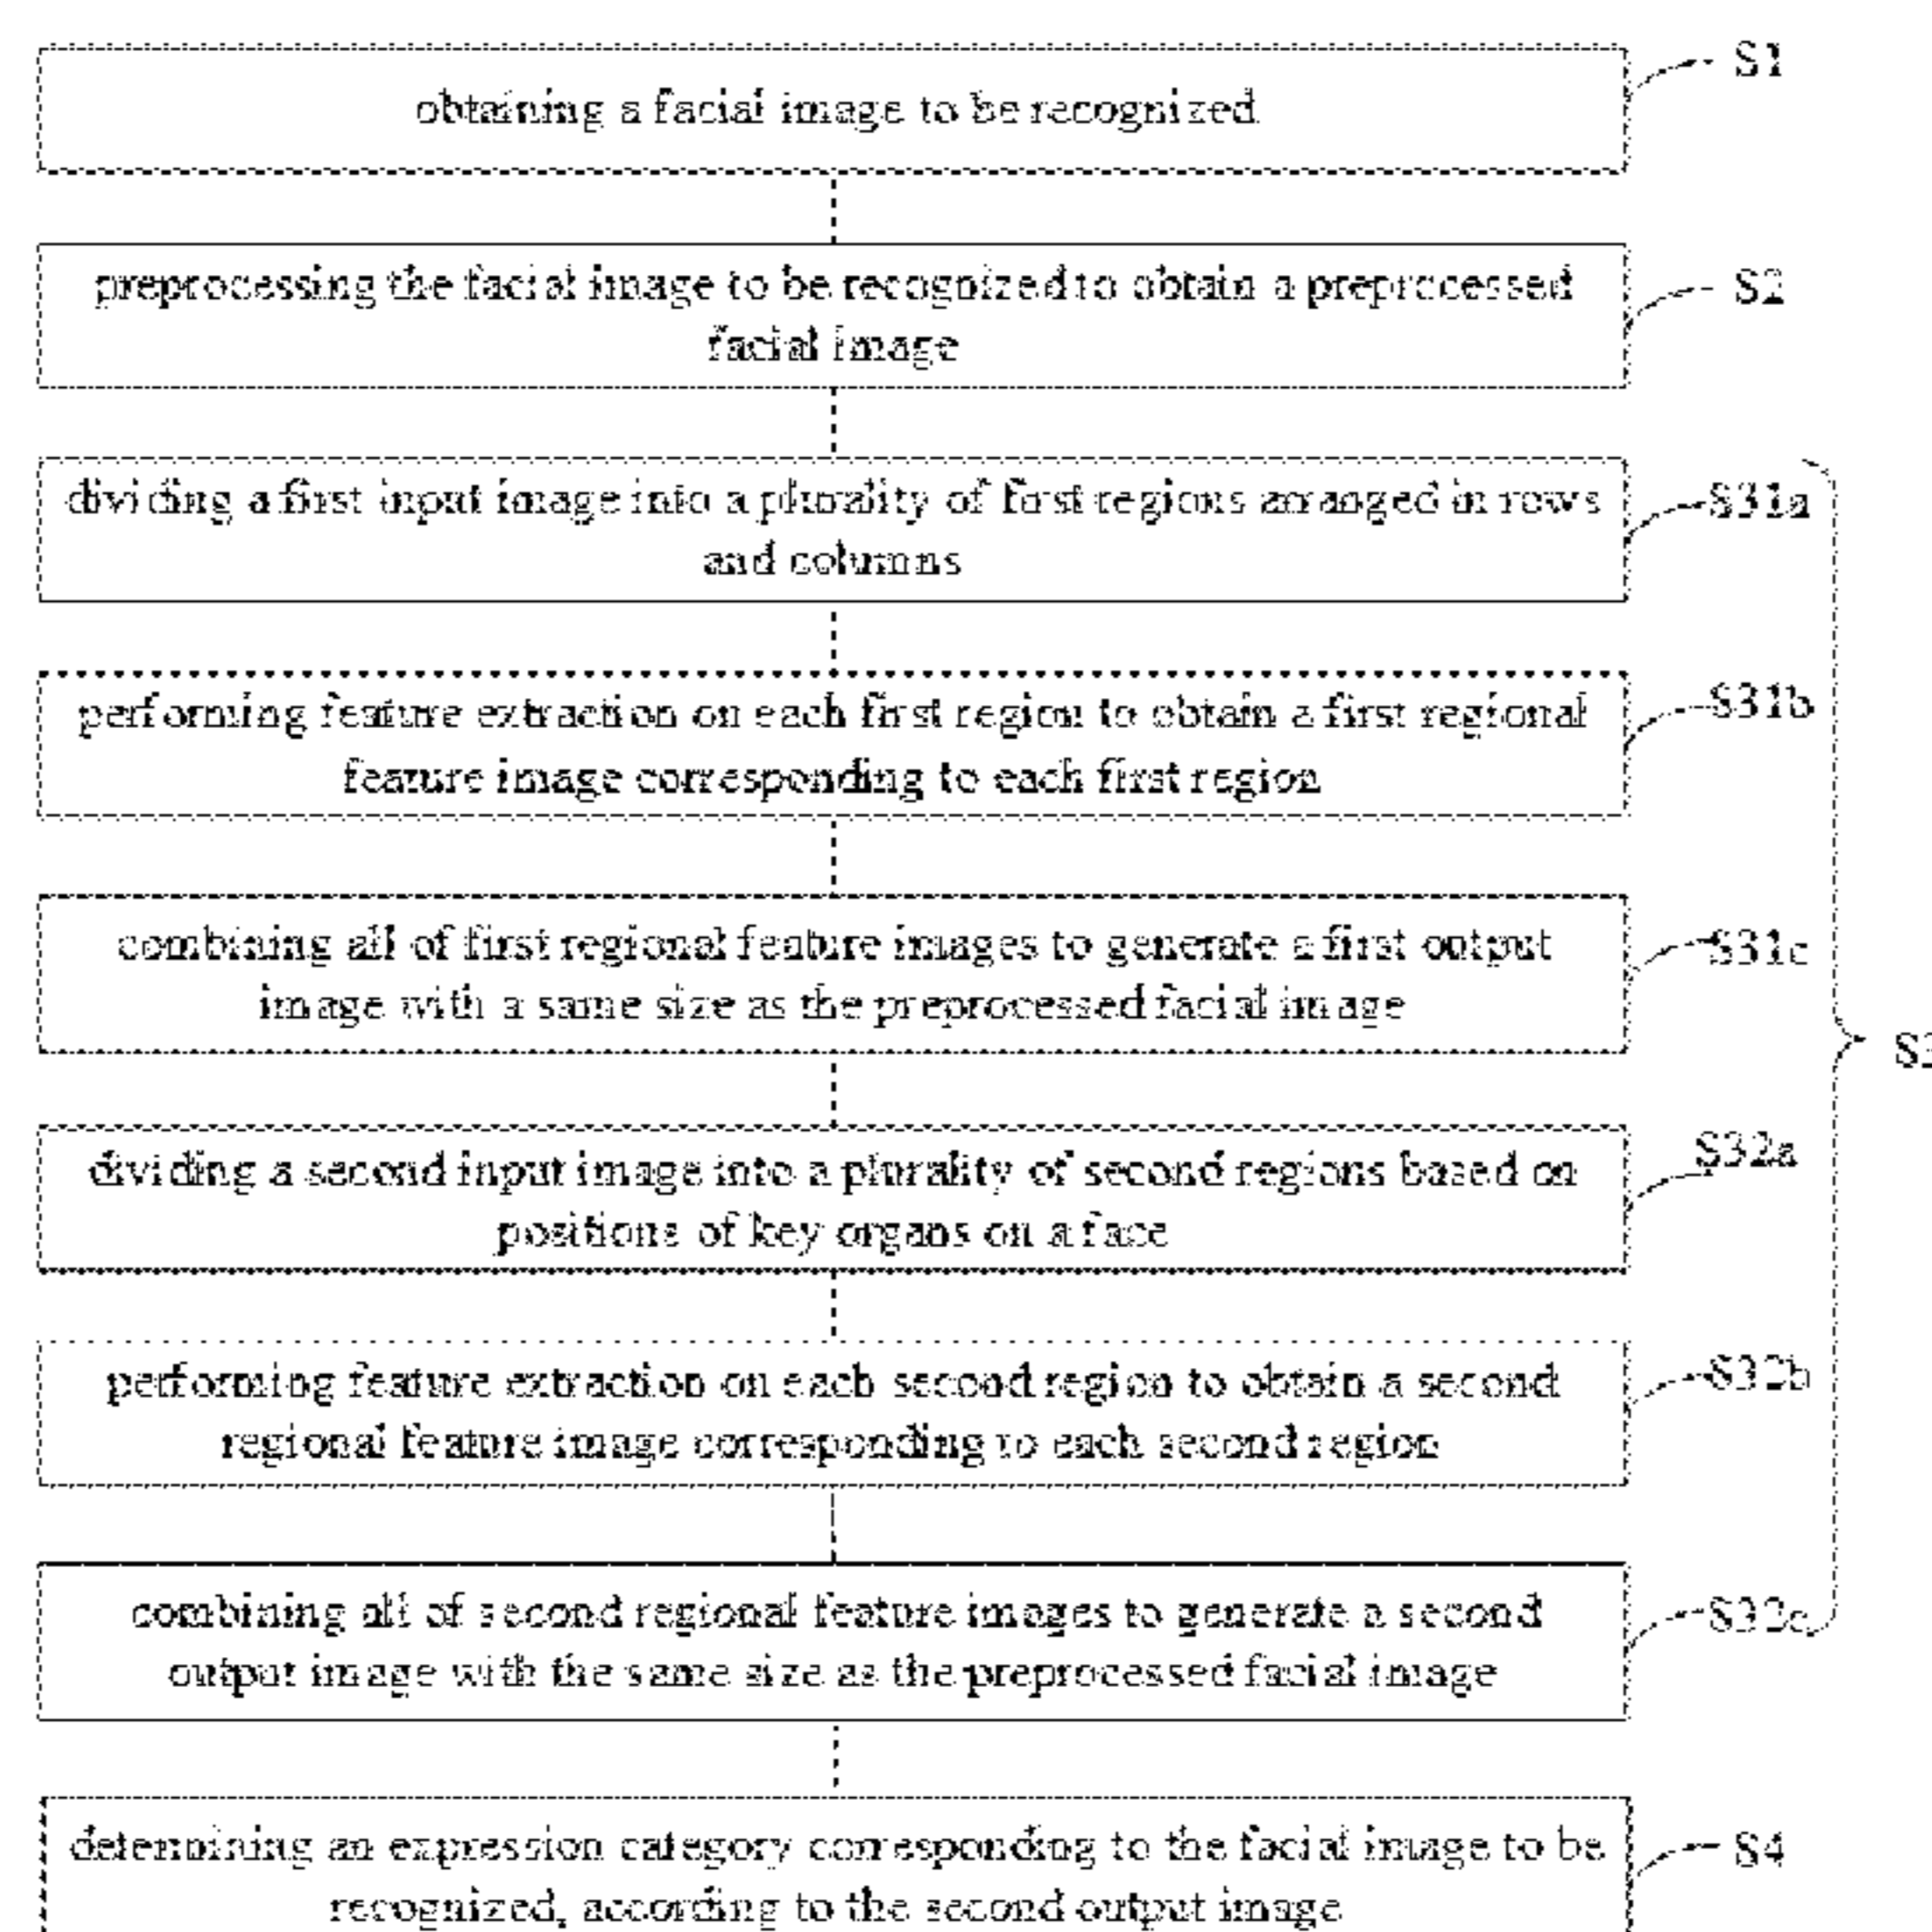 obtaining a facial image to be recognized
S1
preprocessing the facial image to be recognized to obtain a preprocessed
facial image
S2
dividing a first input image into a plurality of first regions arranged in rows
and columns
S31a
performing feature extraction on each first region to obtain a first regional
feature image corresponding to each first region
S31b
combining all of first regional feature images to generate a first output
image with a same size as the preprocessed facial image
S31c
dividing a second input image into a plurality of second regions based on
positions of key organs on a face
S32a
performing feature extraction on each second region to obtain a second
regional feature image corresponding to each second region
S32b
combining all of second regional feature images to generate a second
output image with the same size as the preprocessed facial image
S32c
determining an expression category corresponding to the facial image to be
recognized, according to the second output image
S4